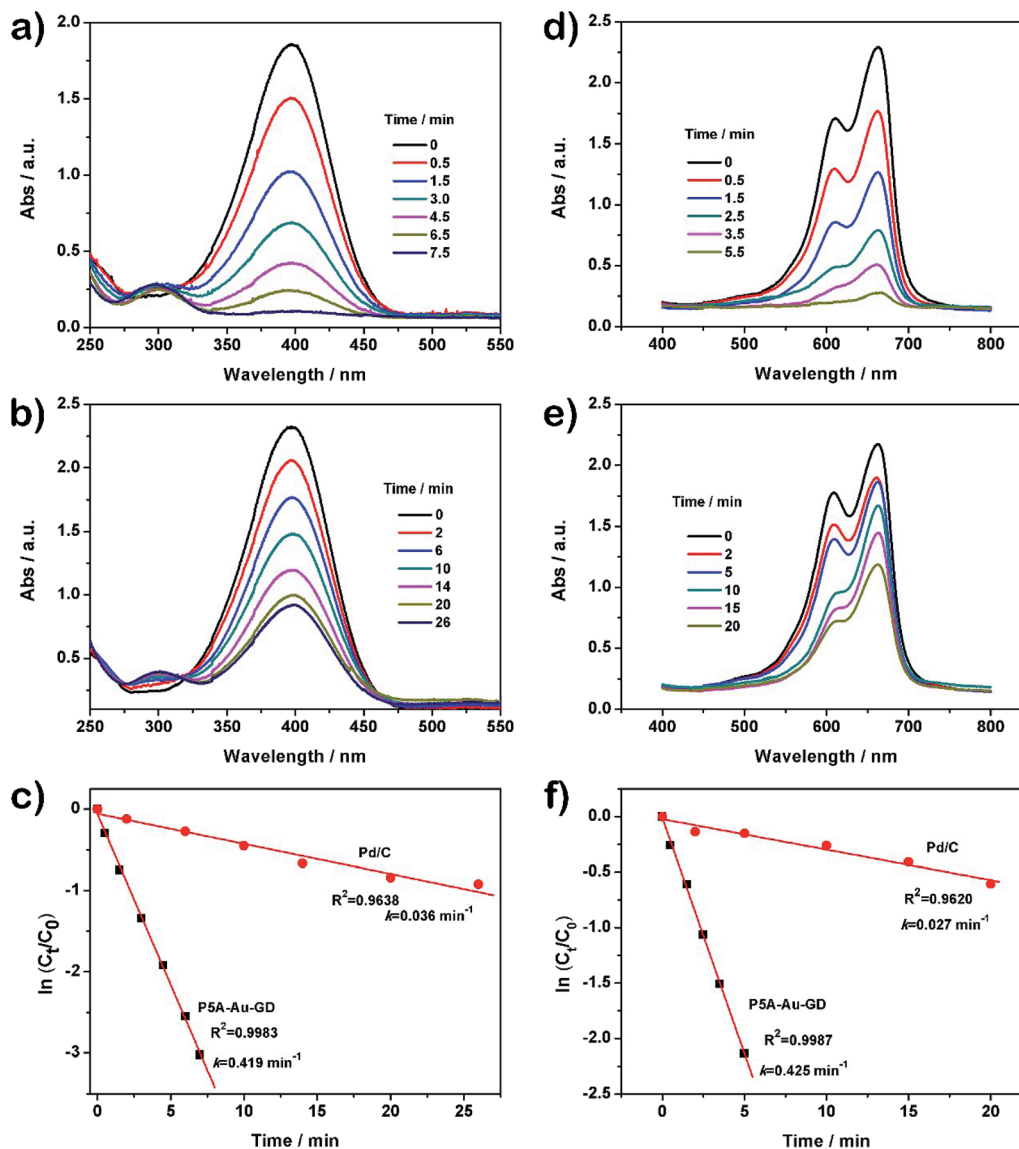 a)
Abs / a.u.
2.0
1.5
1.0
0.5
0.0
Time / min
0
0.5
1.5
3.0
4.5
6.5
7.5
250 300 350 400 450 500 550
Wavelength / nm
d)
Abs / a.u.
2.5
2.0
1.5
1.0
0.5
0.0
Time / min
0
0.5
1.5
2.5
3.5
5.5
400 500 600 700 800
Wavelength / nm
b)
Abs / a.u.
2.5
2.0
1.5
1.0
0.5
Time / min
0
2
6
10
14
20
26
250 300 350 400 450 500 550
Wavelength / nm
e)
Abs / a.u.
2.5
2.0
1.5
1.0
0.5
0.0
Time / min
0
2
5
10
15
20
400 500 600 700 800
Wavelength / nm
c)
ln (Ct/C0)
0
-1
-2
-3
Pd/C
R²=0.9638
k=0.036 min⁻¹
P5A-Au-GD
R²=0.9983
k=0.419 min⁻¹
0 5 10 15 20 25
Time / min
f)
ln (Ct/C0)
0.0
-0.5
-1.0
-1.5
-2.0
-2.5
Pd/C
R²=0.9620
k=0.027 min⁻¹
P5A-Au-GD
R²=0.9987
k=0.425 min⁻¹
0 5 10 15 20
Time / min